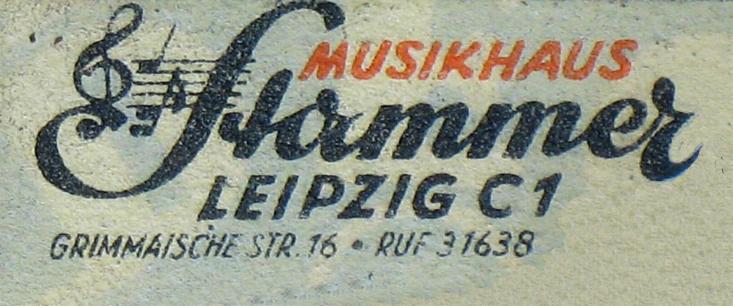 MUSIKHAUS
Stammer
LEIPZIG C1
GRIMMAISCHE STR. 16 • RUF 31638